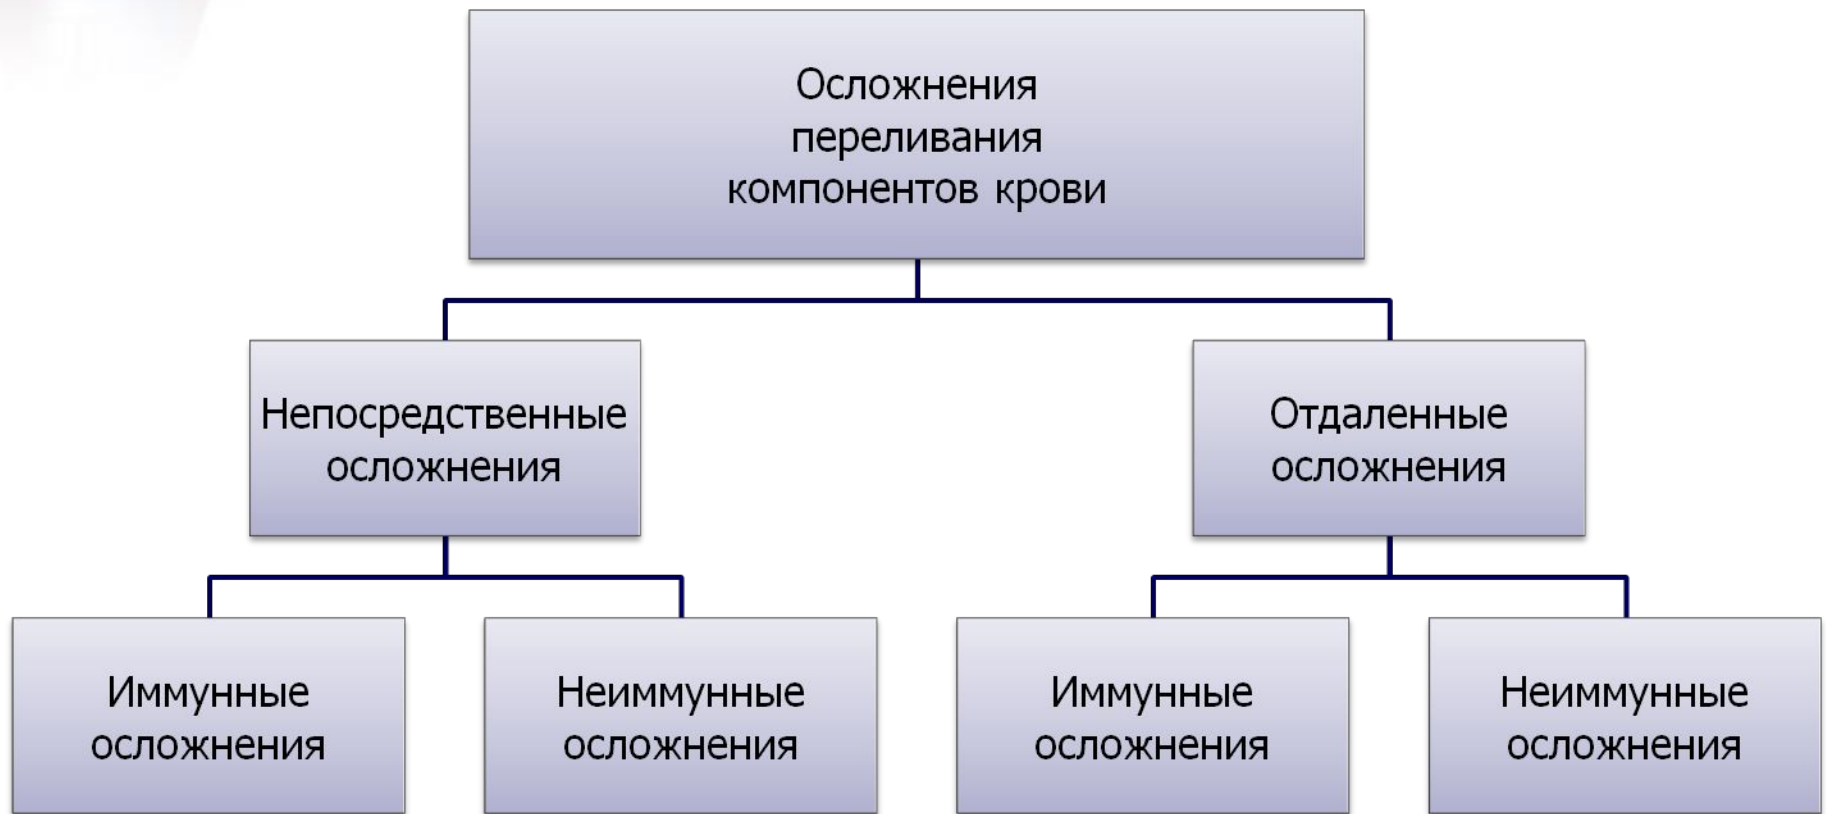 Осложнения
переливания
компонентов крови
Непосредственные
осложнения
Отдаленные
осложнения
Иммунные
осложнения
Неиммунные
осложнения
Иммунные
осложнения
Неиммунные
осложнения